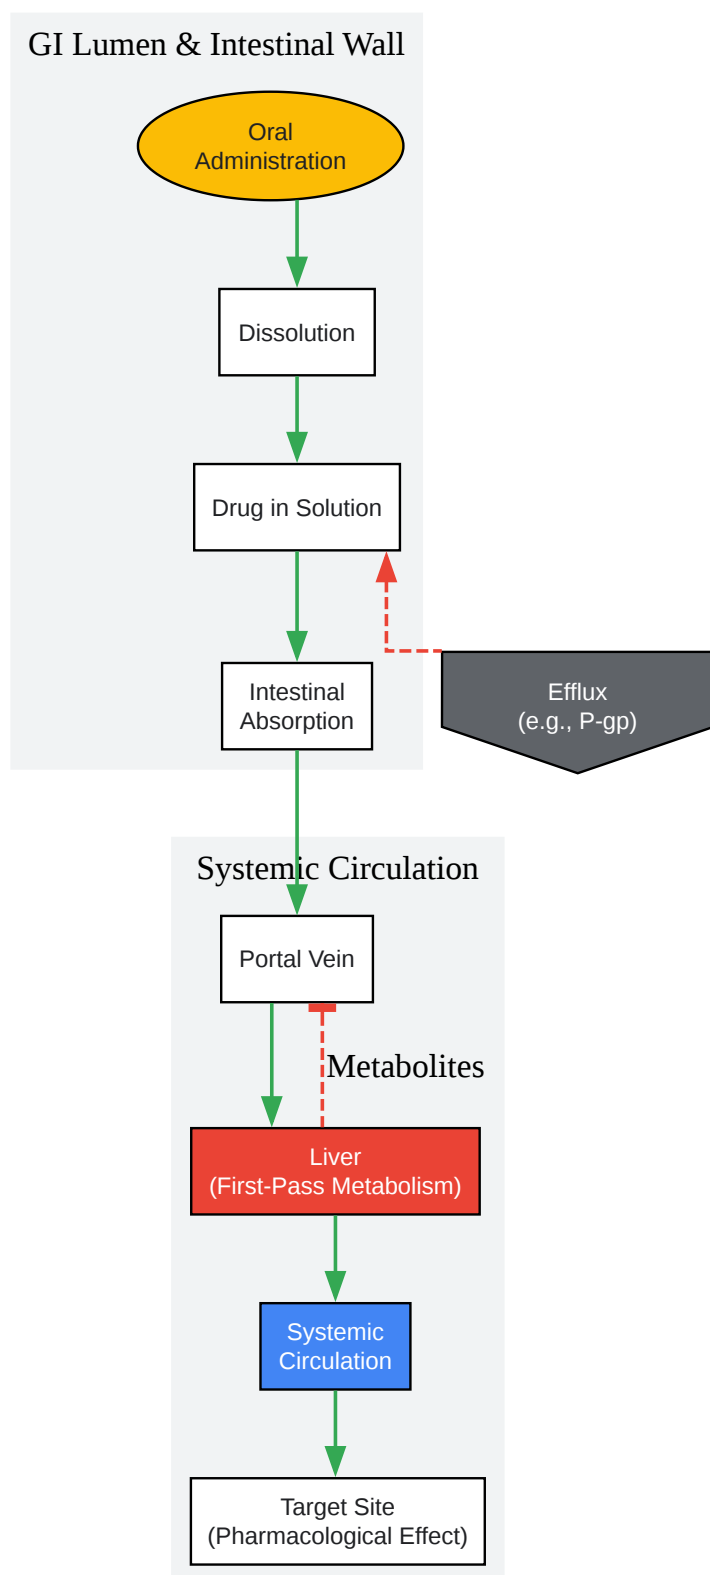 GI Lumen & Intestinal Wall
Oral
Administration
Dissolution
Drug in Solution
Intestinal
Absorption
Efflux
(e.g., P-gp)
Systemic Circulation
Portal Vein
Metabolites
Liver
(First-Pass Metabolism)
Systemic
Circulation
Target Site
(Pharmacological Effect)